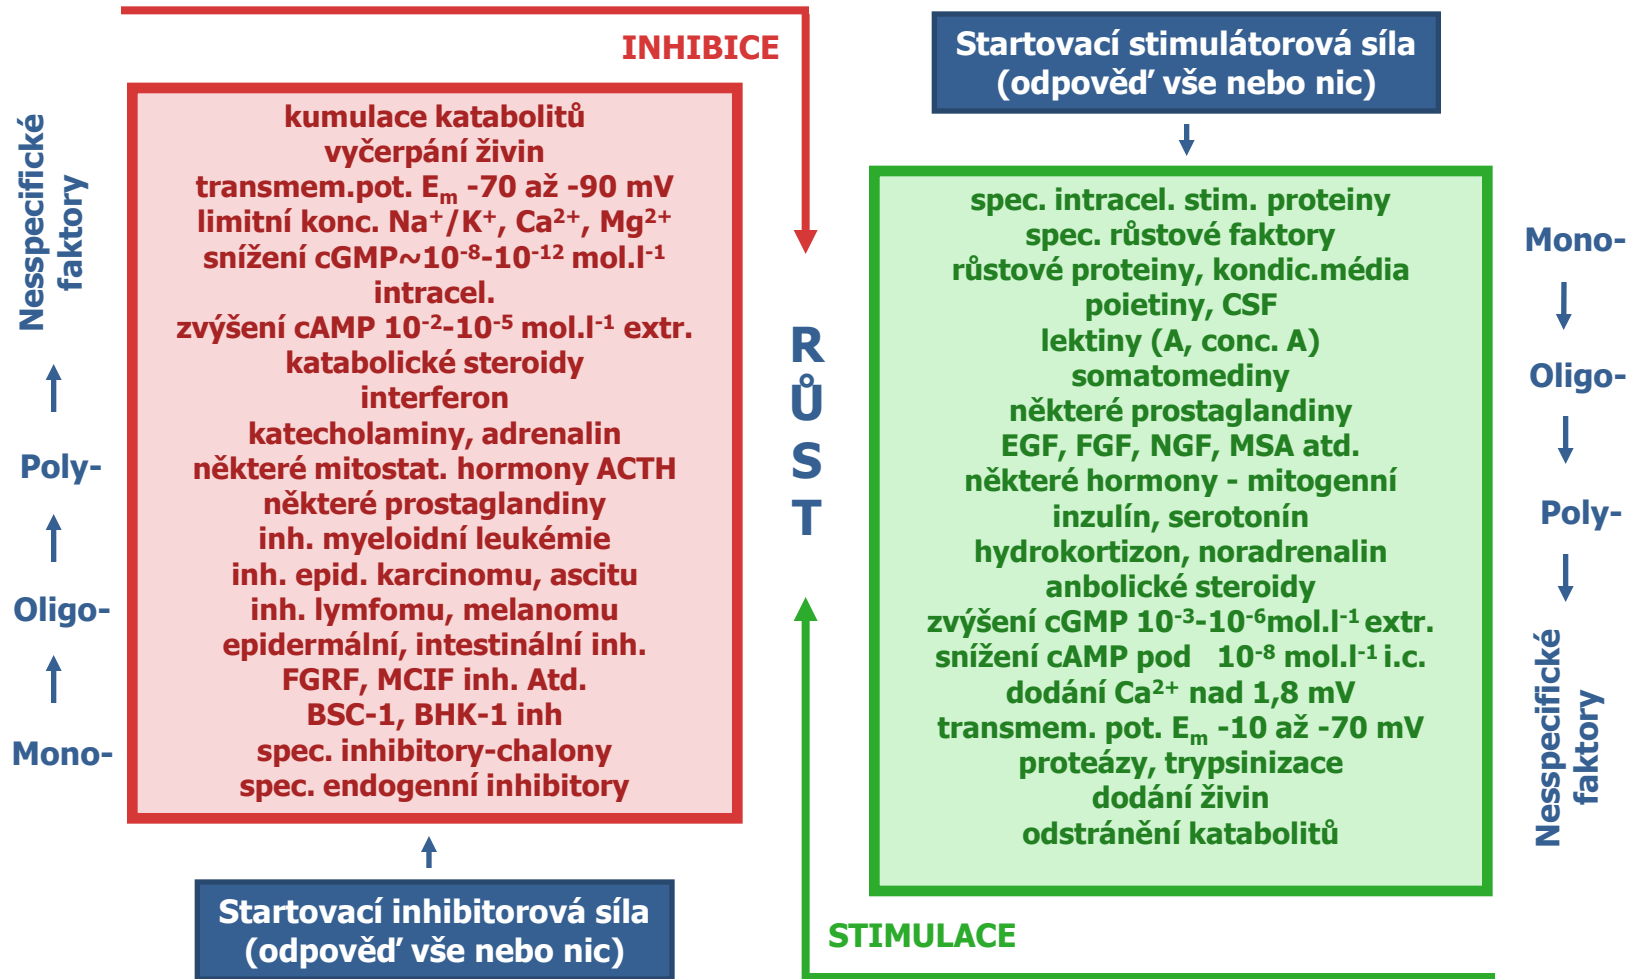 INHIBICE
Startovací stimulátorová síla
(odpověď vše nebo nic)
Nesspecifické
faktory
Poly-
Oligo-
Mono-
kumulace katabolitů
vyčerpání živin
transmem.pot. Eₘ -70 až -90 mV
limitní konc. Na⁺/K⁺, Ca²⁺, Mg²⁺
snížení cGMP~10⁻⁸-10⁻¹² mol.l⁻¹
intracel.
zvýšení cAMP 10⁻²-10⁻⁵ mol.l⁻¹ extr.
katabolické steroidy
interferon
katecholaminy, adrenalin
některé mitostat. hormony ACTH
některé prostaglandiny
inh. myeloidní leukémie
inh. epid. karcinomu, ascitu
inh. lymfomu, melanomu
epidermální, intestinální inh.
FGRF, MCIF inh. Atd.
BSC-1, BHK-1 inh
spec. inhibitory-chalony
spec. endogenní inhibitory
Startovací inhibitorová síla
(odpověď vše nebo nic)
R
Ů
S
T
spec. intracel. stim. proteiny
spec. růstové faktory
růstové proteiny, kondic.média
poietiny, CSF
lektiny (A, conc. A)
somatomediny
některé prostaglandiny
EGF, FGF, NGF, MSA atd.
některé hormony - mitogenní
inzulín, serotonín
hydrokortizon, noradrenalin
anbolické steroidy
zvýšení cGMP 10⁻³-10⁻⁶mol.l⁻¹ extr.
snížení cAMP pod 10⁻⁸ mol.l⁻¹ i.c.
dodání Ca²⁺ nad 1,8 mV
transmem. pot. Eₘ -10 až -70 mV
proteázy, trypsinizace
dodání živin
odstránění katabolitů
Mono-
Oligo-
Poly-
Nesspecifické
faktory
STIMULACE